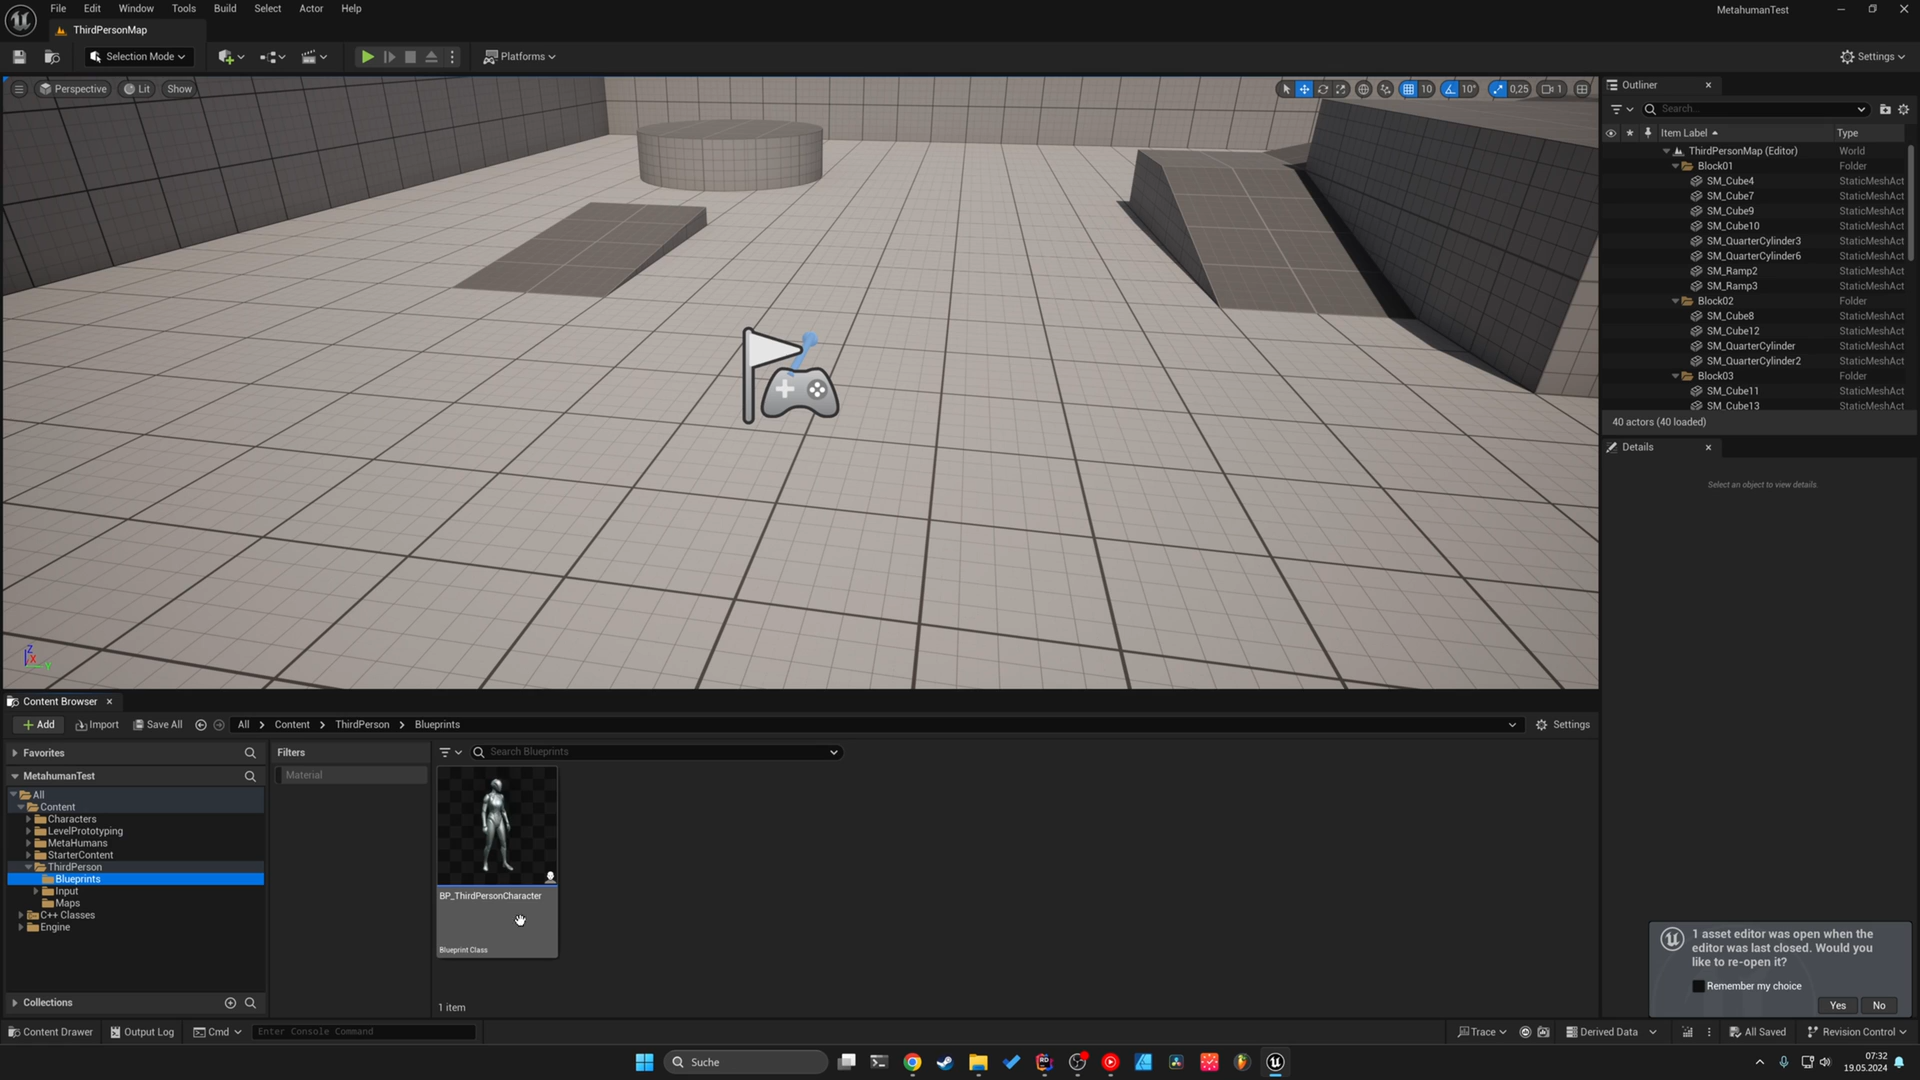 File Edit Window Tools Build Select Actor Help
MetahumanTest
ThirdPersonMap
Selection Mode
Platforms
Settings
Perspective
Lit
Show
10
10°
0,25
1
Outliner
Search...
Item Label
Type
ThirdPersonMap (Editor) World
Block01 Folder
SM_Cube4 StaticMeshAct
SM_Cube7 StaticMeshAct
SM_Cube9 StaticMeshAct
SM_Cube10 StaticMeshAct
SM_QuarterCylinder3 StaticMeshAct
SM_QuarterCylinder6 StaticMeshAct
SM_Ramp2 StaticMeshAct
SM_Ramp3 StaticMeshAct
Block02 Folder
SM_Cube8 StaticMeshAct
SM_Cube12 StaticMeshAct
SM_QuarterCylinder StaticMeshAct
SM_QuarterCylinder2 StaticMeshAct
Block03 Folder
SM_Cube11 StaticMeshAct
SM_Cube13 StaticMeshAct
40 actors (40 loaded)
Details
Select an object to view details.
Z
X
Y
Content Browser
Add
Import
Save All
All > Content > ThirdPerson > Blueprints
Settings
Favorites
MetahumanTest
All
Content
Characters
LevelPrototyping
MetaHumans
StarterContent
ThirdPerson
Blueprints
Input
Maps
C++ Classes
Engine
Collections
Filters
Material
Search Blueprints
BP_ThirdPersonCharacter
Blueprint Class
1 item
1 asset editor was open when the
editor was last closed. Would you
like to re-open it?
Remember my choice
Yes
No
Content Drawer
Output Log
Cmd
Enter Console Command
Trace
Derived Data
All Saved
Revision Control
Suche
RD
07:32
19.05.2024